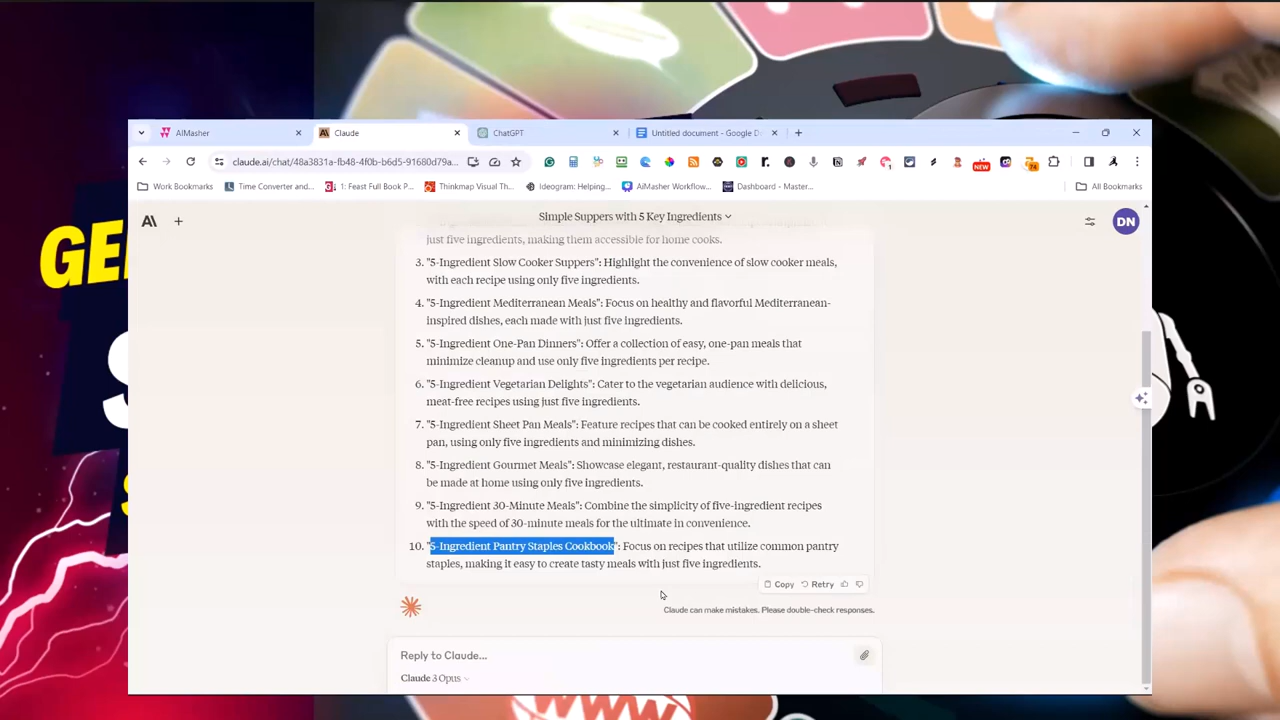 AIMasher
Claude
ChatGPT
Untitled document - Google D
claude.ai/chat/48a3831a-fb48-4f0b-b6d5-91680d79a...
NEW
74
Work Bookmarks
Time Converter and...
1: Feast Full Book P...
Thinkmap Visual Th...
Ideogram: Helping...
AiMasher Workflow...
Dashboard - Master...
All Bookmarks
Simple Suppers with 5 Key Ingredients
DN
just five ingredients, making them accessible for home cooks.
3. "5-Ingredient Slow Cooker Suppers": Highlight the convenience of slow cooker meals,
with each recipe using only five ingredients.
4. "5-Ingredient Mediterranean Meals": Focus on healthy and flavorful Mediterranean-
inspired dishes, each made with just five ingredients.
5. "5-Ingredient One-Pan Dinners": Offer a collection of easy, one-pan meals that
minimize cleanup and use only five ingredients per recipe.
6. "5-Ingredient Vegetarian Delights": Cater to the vegetarian audience with delicious,
meat-free recipes using just five ingredients.
7. "5-Ingredient Sheet Pan Meals": Feature recipes that can be cooked entirely on a sheet
pan, using only five ingredients and minimizing dishes.
8. "5-Ingredient Gourmet Meals": Showcase elegant, restaurant-quality dishes that can
be made at home using only five ingredients.
9. "5-Ingredient 30-Minute Meals": Combine the simplicity of five-ingredient recipes
with the speed of 30-minute meals for the ultimate in convenience.
10. "5-Ingredient Pantry Staples Cookbook": Focus on recipes that utilize common pantry
staples, making it easy to create tasty meals with just five ingredients.
Copy Retry
Claude can make mistakes. Please double-check responses.
Reply to Claude...
Claude 3 Opus
GE
S
WWW